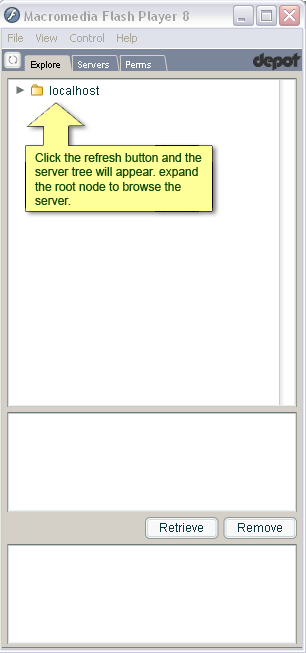 Macromedia Flash Player 8
File View Control Help
Explore Servers Perms depot
localhost
Click the refresh button and the
server tree will appear. expand
the root node to browse the
server.
Retrieve Remove